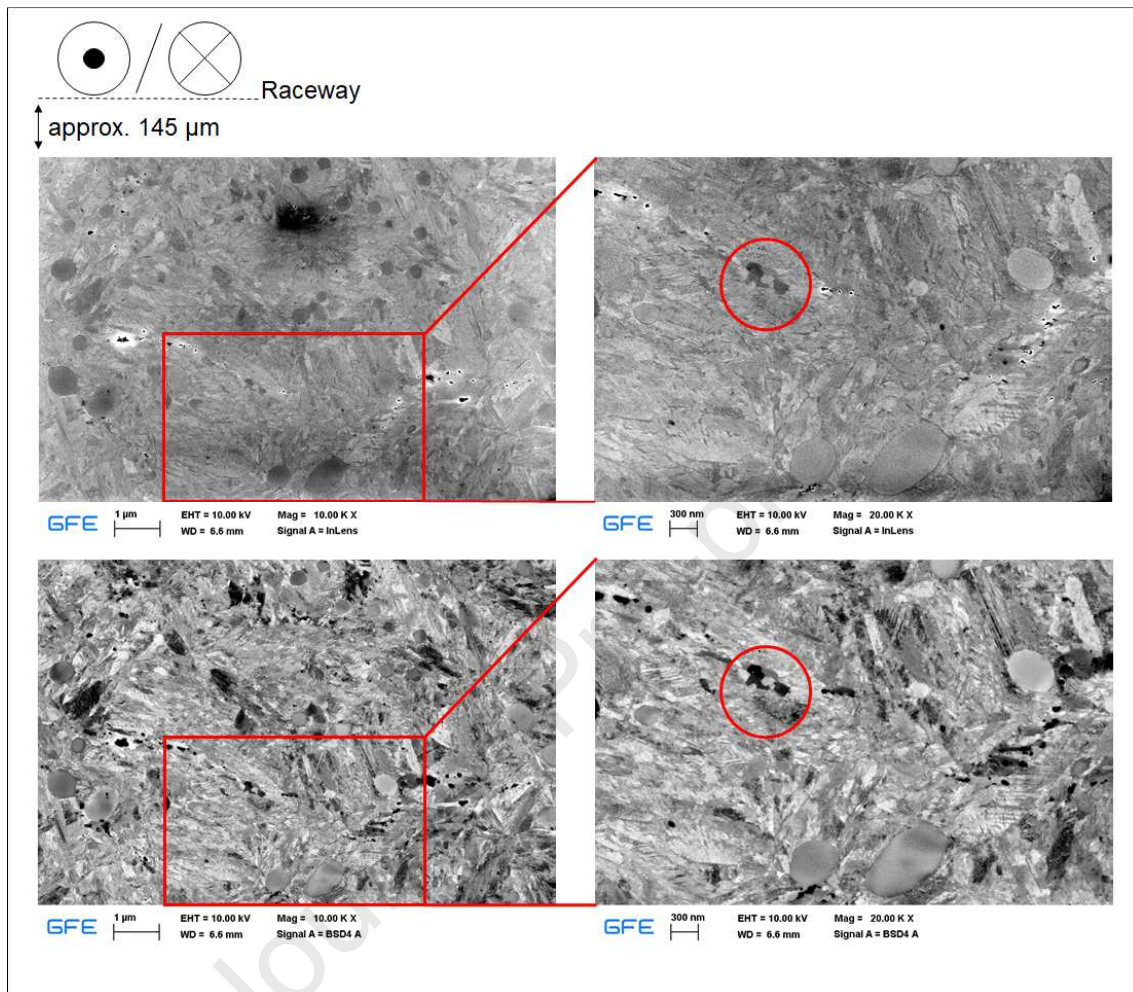 Raceway
approx. 145 µm
GFE
1 µm
EHT = 10.00 kV
Mag = 10.00 K X
WD = 6.6 mm
Signal A = InLens
GFE
300 nm
EHT = 10.00 kV
Mag = 20.00 K X
WD = 6.6 mm
Signal A = InLens
GFE
1 µm
EHT = 10.00 kV
Mag = 10.00 K X
WD = 6.6 mm
Signal A = BSD4 A
GFE
300 nm
EHT = 10.00 kV
Mag = 20.00 K X
WD = 6.6 mm
Signal A = BSD4 A